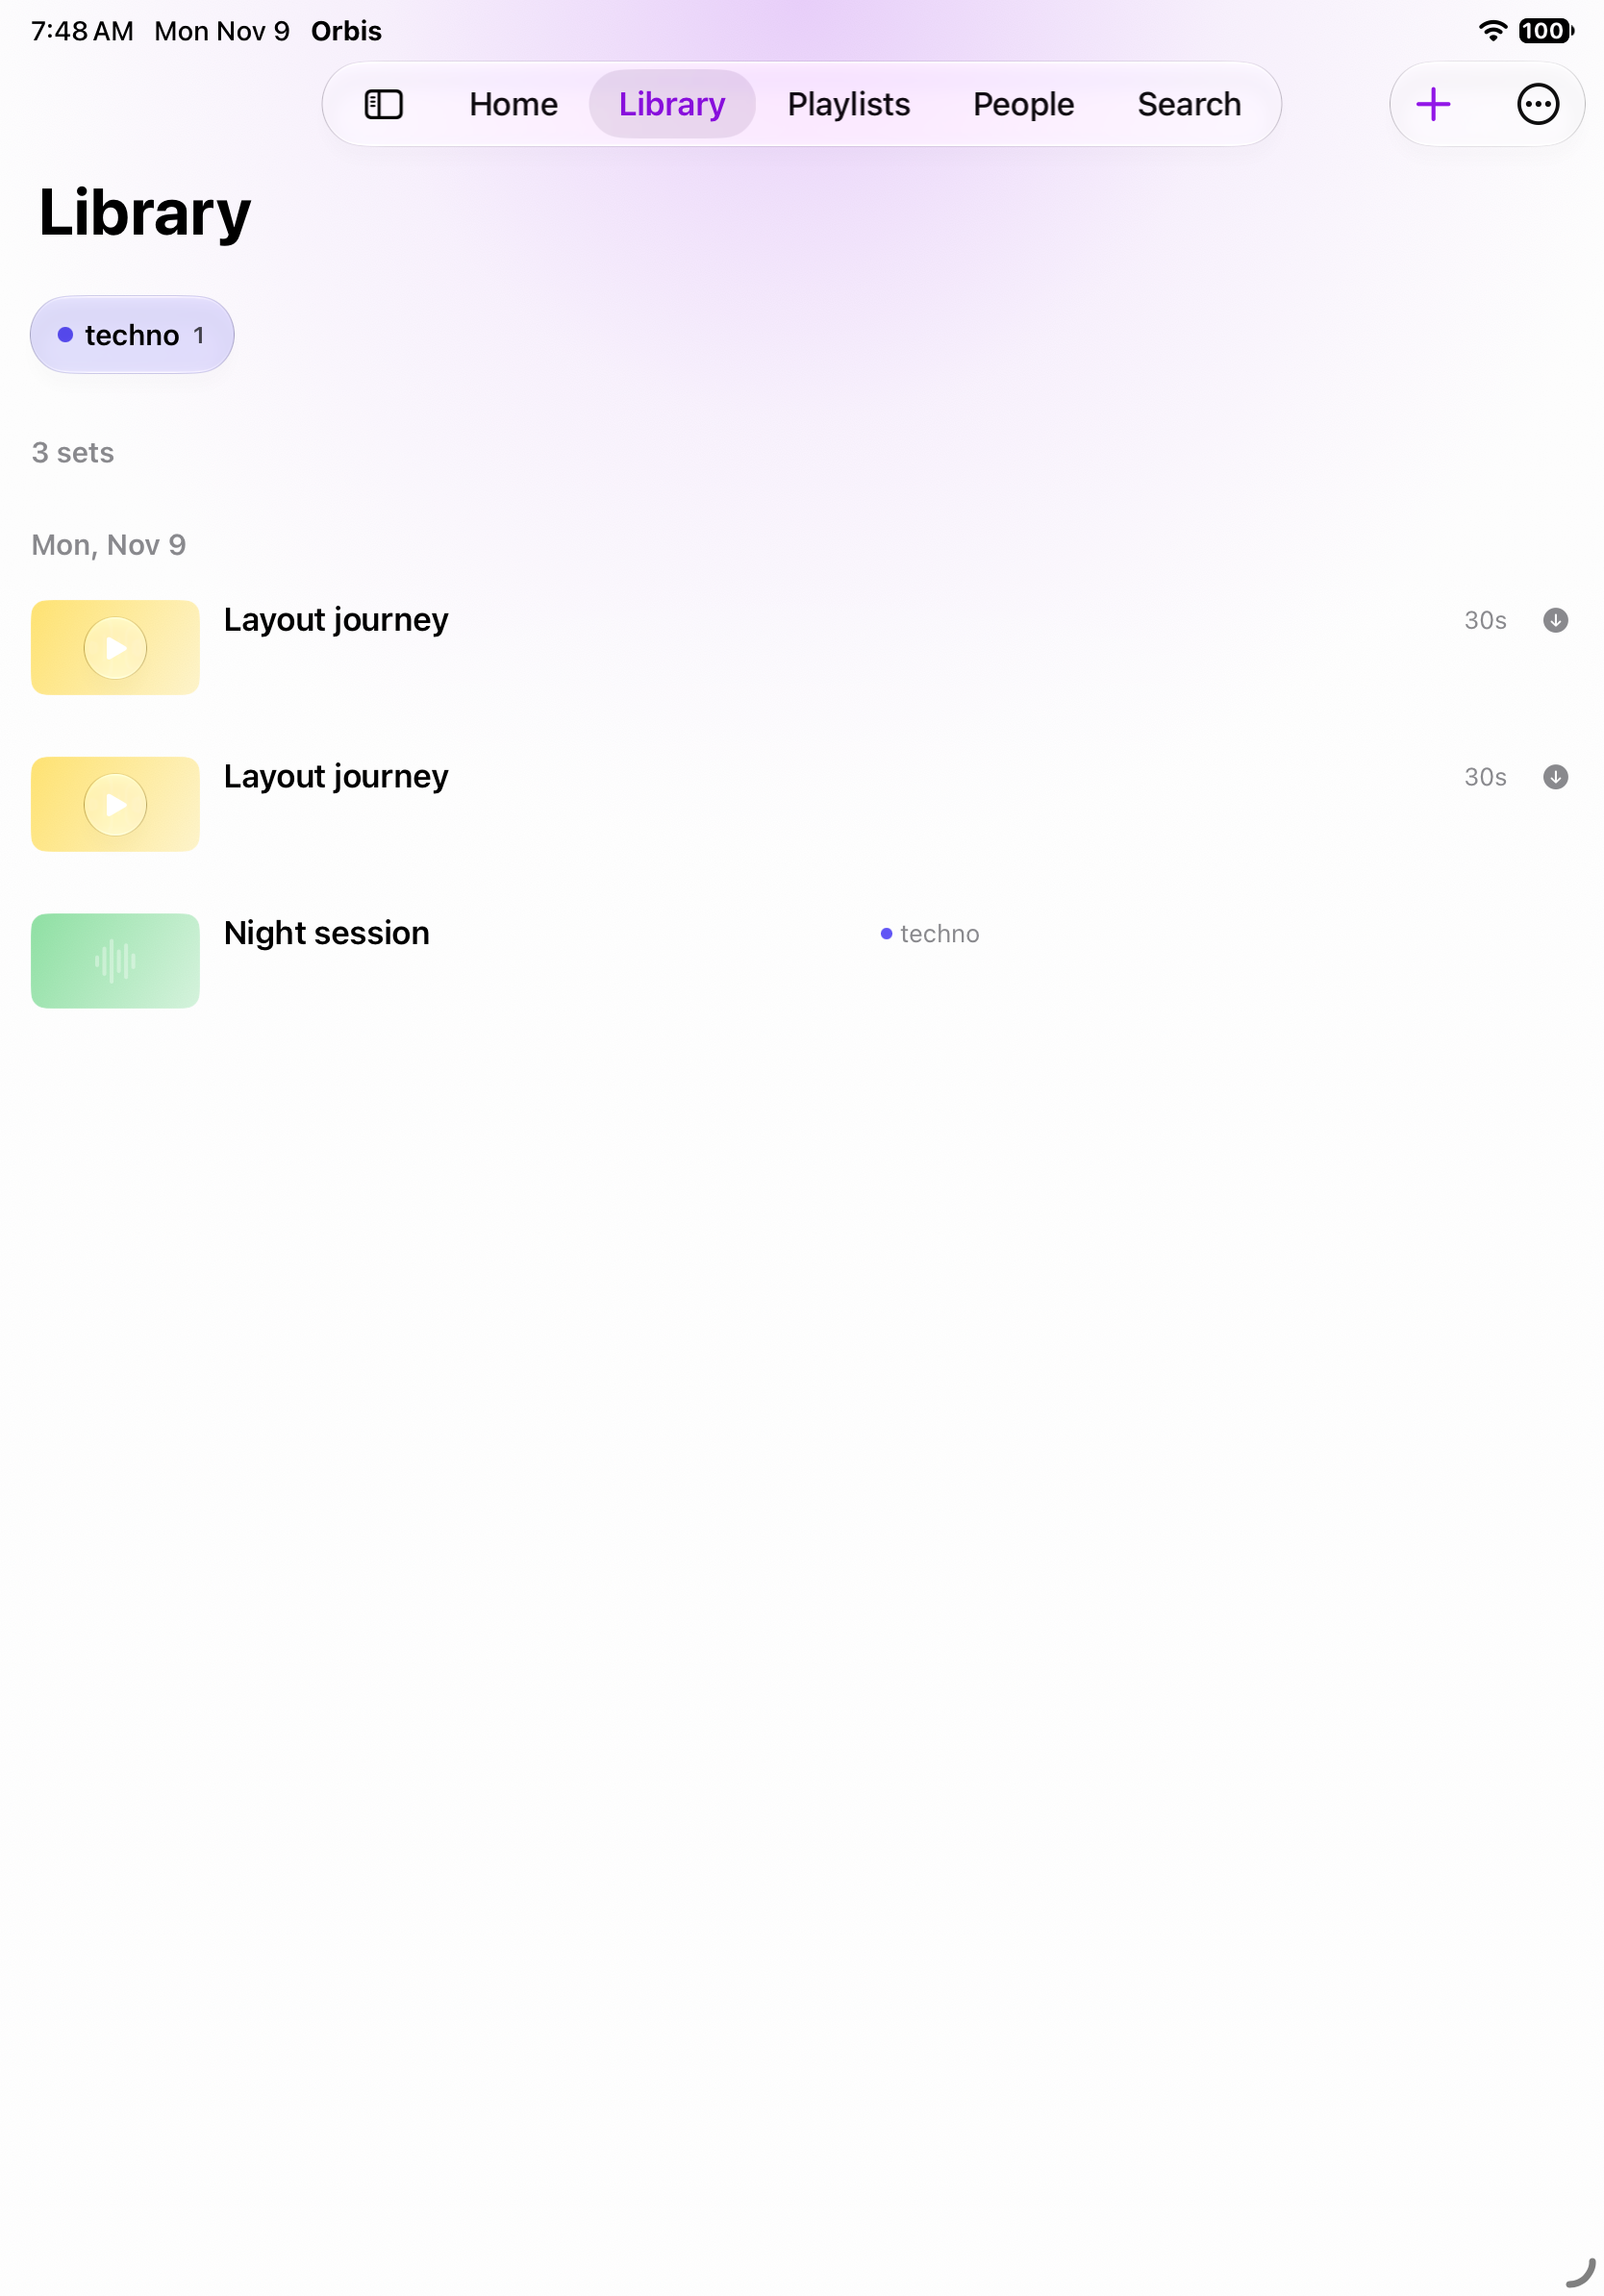 7:48 AM Mon Nov 9 Orbis 100
Home Library Playlists People Search
Library
techno 1
3 sets
Mon, Nov 9
Layout journey 30s
Layout journey 30s
Night session techno